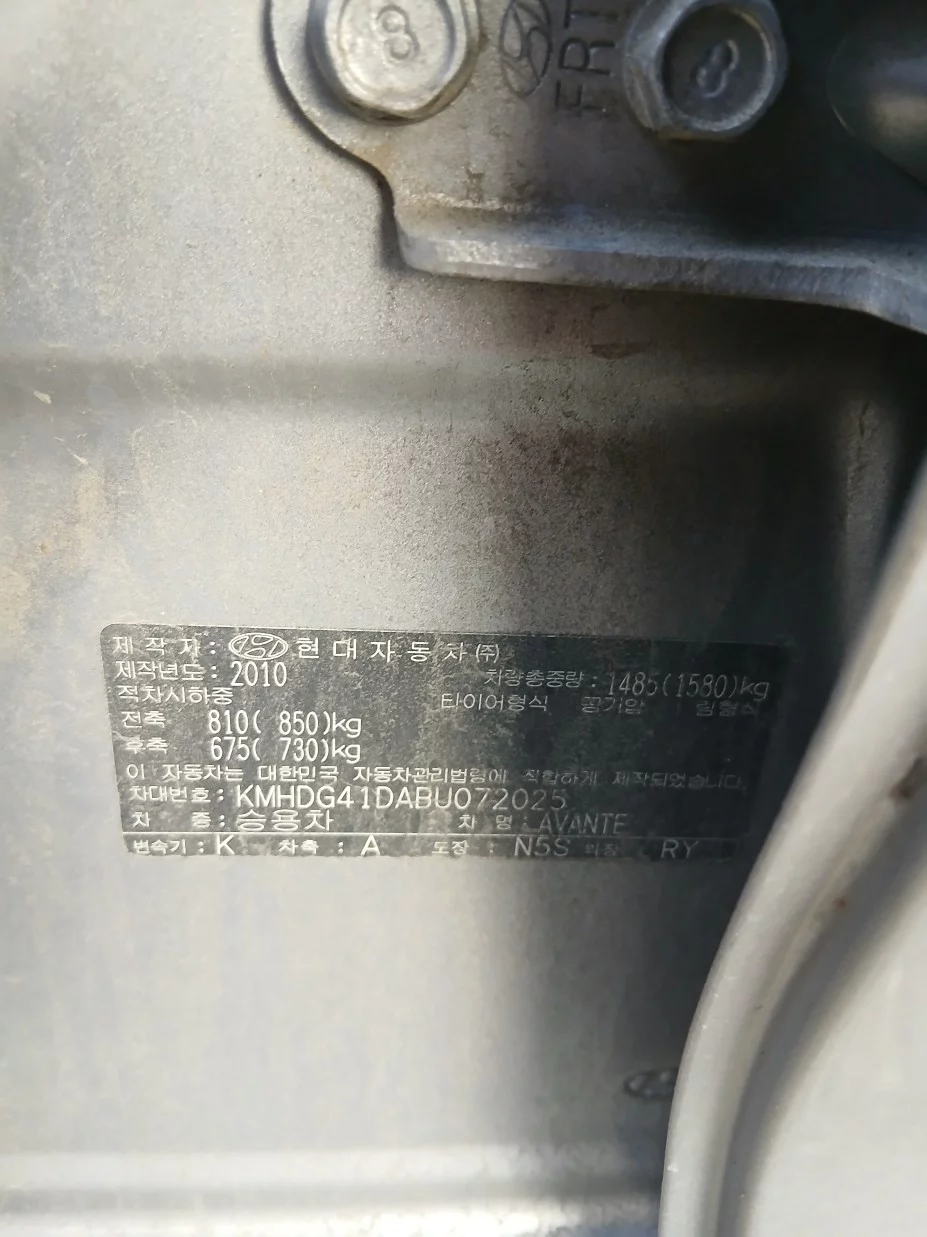 8
FRT
8
제 작 자 : 현대자동차(주)
제작년도 : 2010
차량총중량 : 1485(1580)kg
적차시하중
타이어형식 공기압
전축 810( 850)kg
후축 675( 730)kg
이 자동차는 대한민국 자동차관리법령에 적합하게 제작되었습니다.
차대번호 : KMHDG41DABU072025
차 종 : 승용차 차 명 : AVANTE
변속기 : K 차축 : A 도장 : N5S 의장 RY